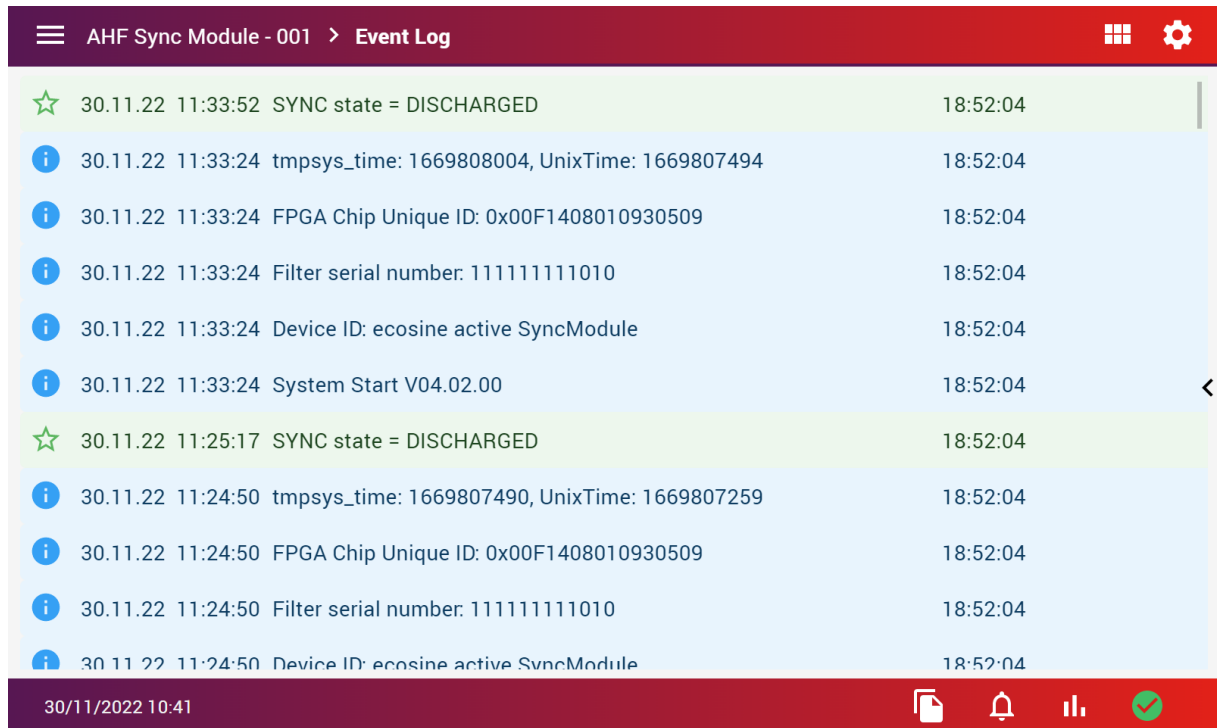 AHF Sync Module - 001 > Event Log
30.11.22 11:33:52 SYNC state = DISCHARGED 18:52:04
30.11.22 11:33:24 tmpsys_time: 1669808004, UnixTime: 1669807494 18:52:04
30.11.22 11:33:24 FPGA Chip Unique ID: 0x00F1408010930509 18:52:04
30.11.22 11:33:24 Filter serial number: 111111111010 18:52:04
30.11.22 11:33:24 Device ID: ecosine active SyncModule 18:52:04
30.11.22 11:33:24 System Start V04.02.00 18:52:04
30.11.22 11:25:17 SYNC state = DISCHARGED 18:52:04
30.11.22 11:24:50 tmpsys_time: 1669807490, UnixTime: 1669807259 18:52:04
30.11.22 11:24:50 FPGA Chip Unique ID: 0x00F1408010930509 18:52:04
30.11.22 11:24:50 Filter serial number: 111111111010 18:52:04
30.11.22 11:24:50 Device ID: ecosine active SyncModule 18:52:04
30/11/2022 10:41